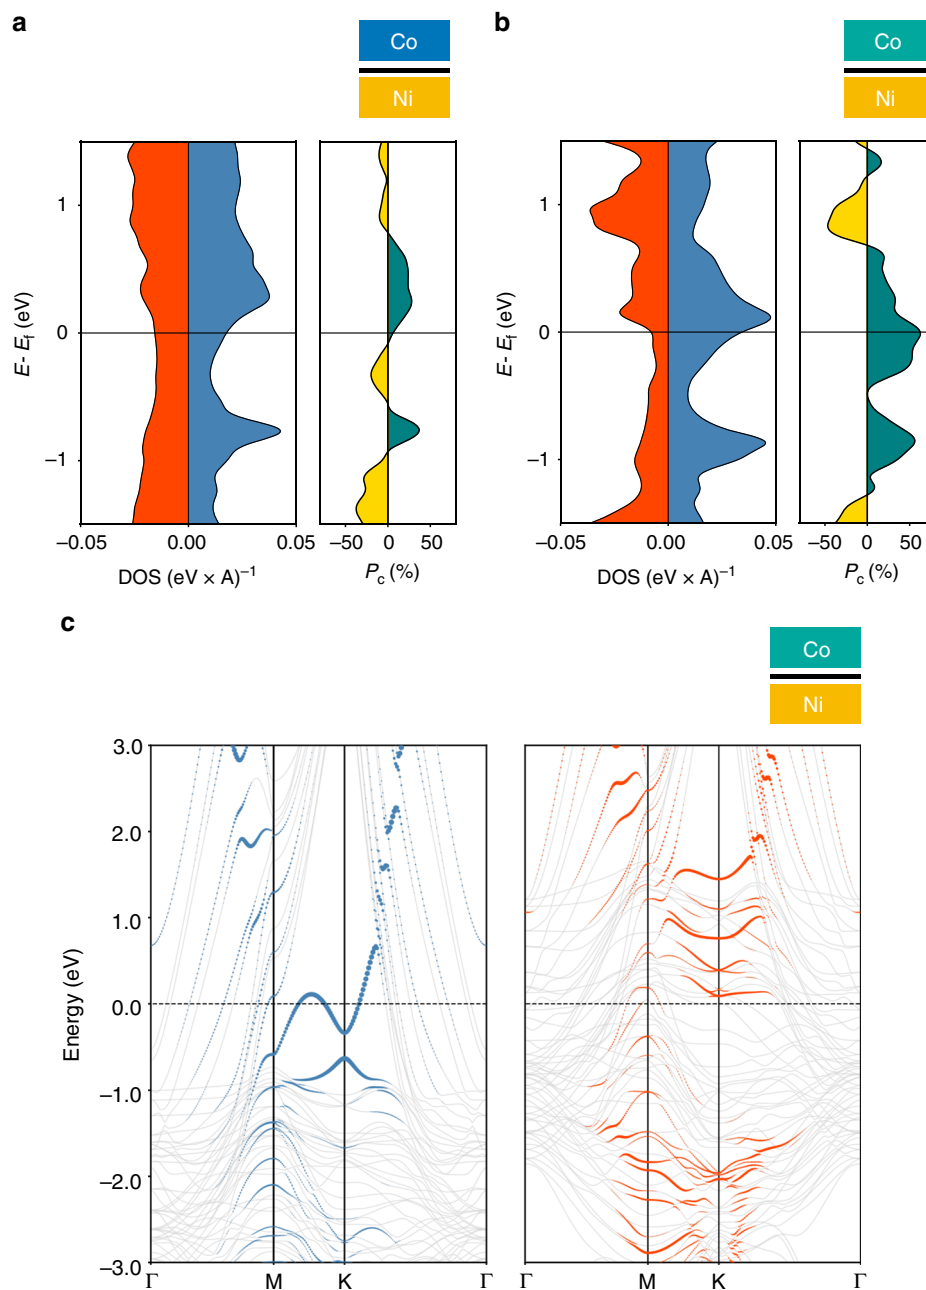 a
Co
Ni
b
Co
Ni
E- Ef (eV)
1
0
–1
–0.05 0.00 0.05
DOS (eV × A)–1
–50 0 50
Pc (%)
E- Ef (eV)
1
0
–1
–0.05 0.00 0.05
DOS (eV × A)–1
–50 0 50
Pc (%)
c
Co
Ni
Energy (eV)
3.0
2.0
1.0
0.0
–1.0
–2.0
–3.0
Γ M K Γ
Γ M K Γ